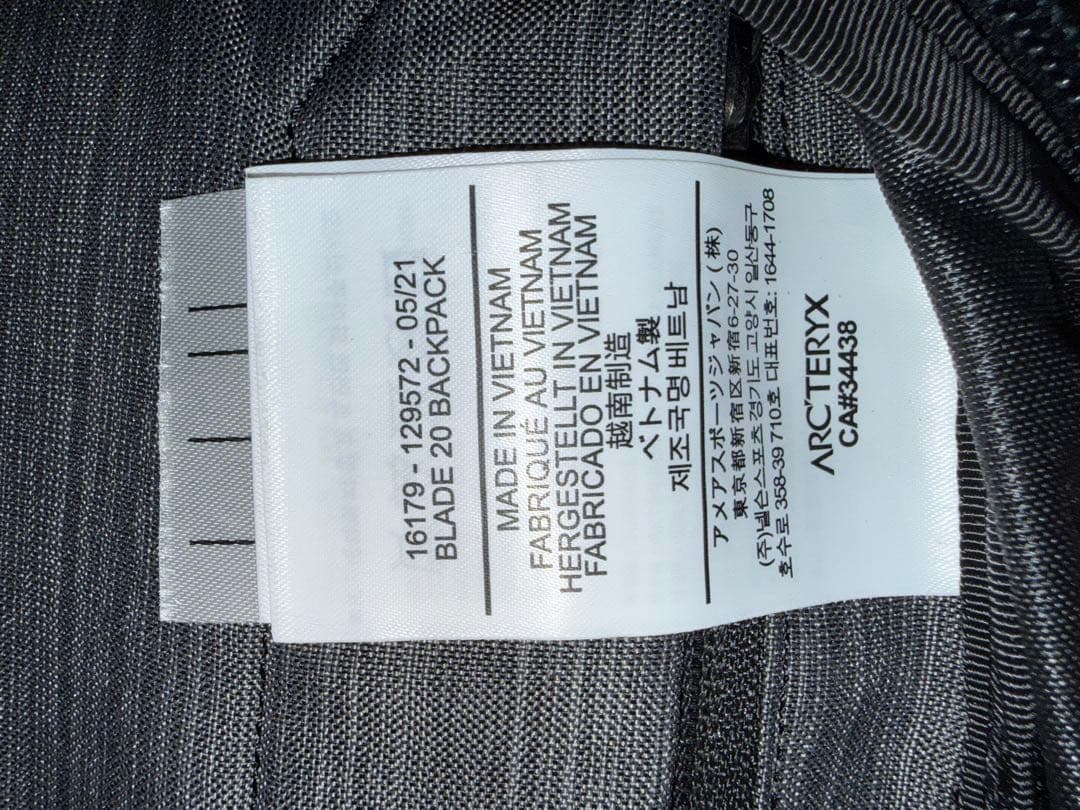 16179 - 129572 - 05/21
BLADE 20 BACKPACK
MADE IN VIETNAM
FABRIQUÉ AU VIETNAM
HERGESTELLT IN VIETNAM
FABRICADO EN VIETNAM
越南制造
ベトナム製
제조국명베트남
アメアスポーツジャパン (株)
東京都新宿区新宿6-27-30
(주)넬슨스포츠 경기도 고양시 일산동구
호수로 358-39 710호 대표번호: 1644-1708
ARC'TERYX
CA#34438